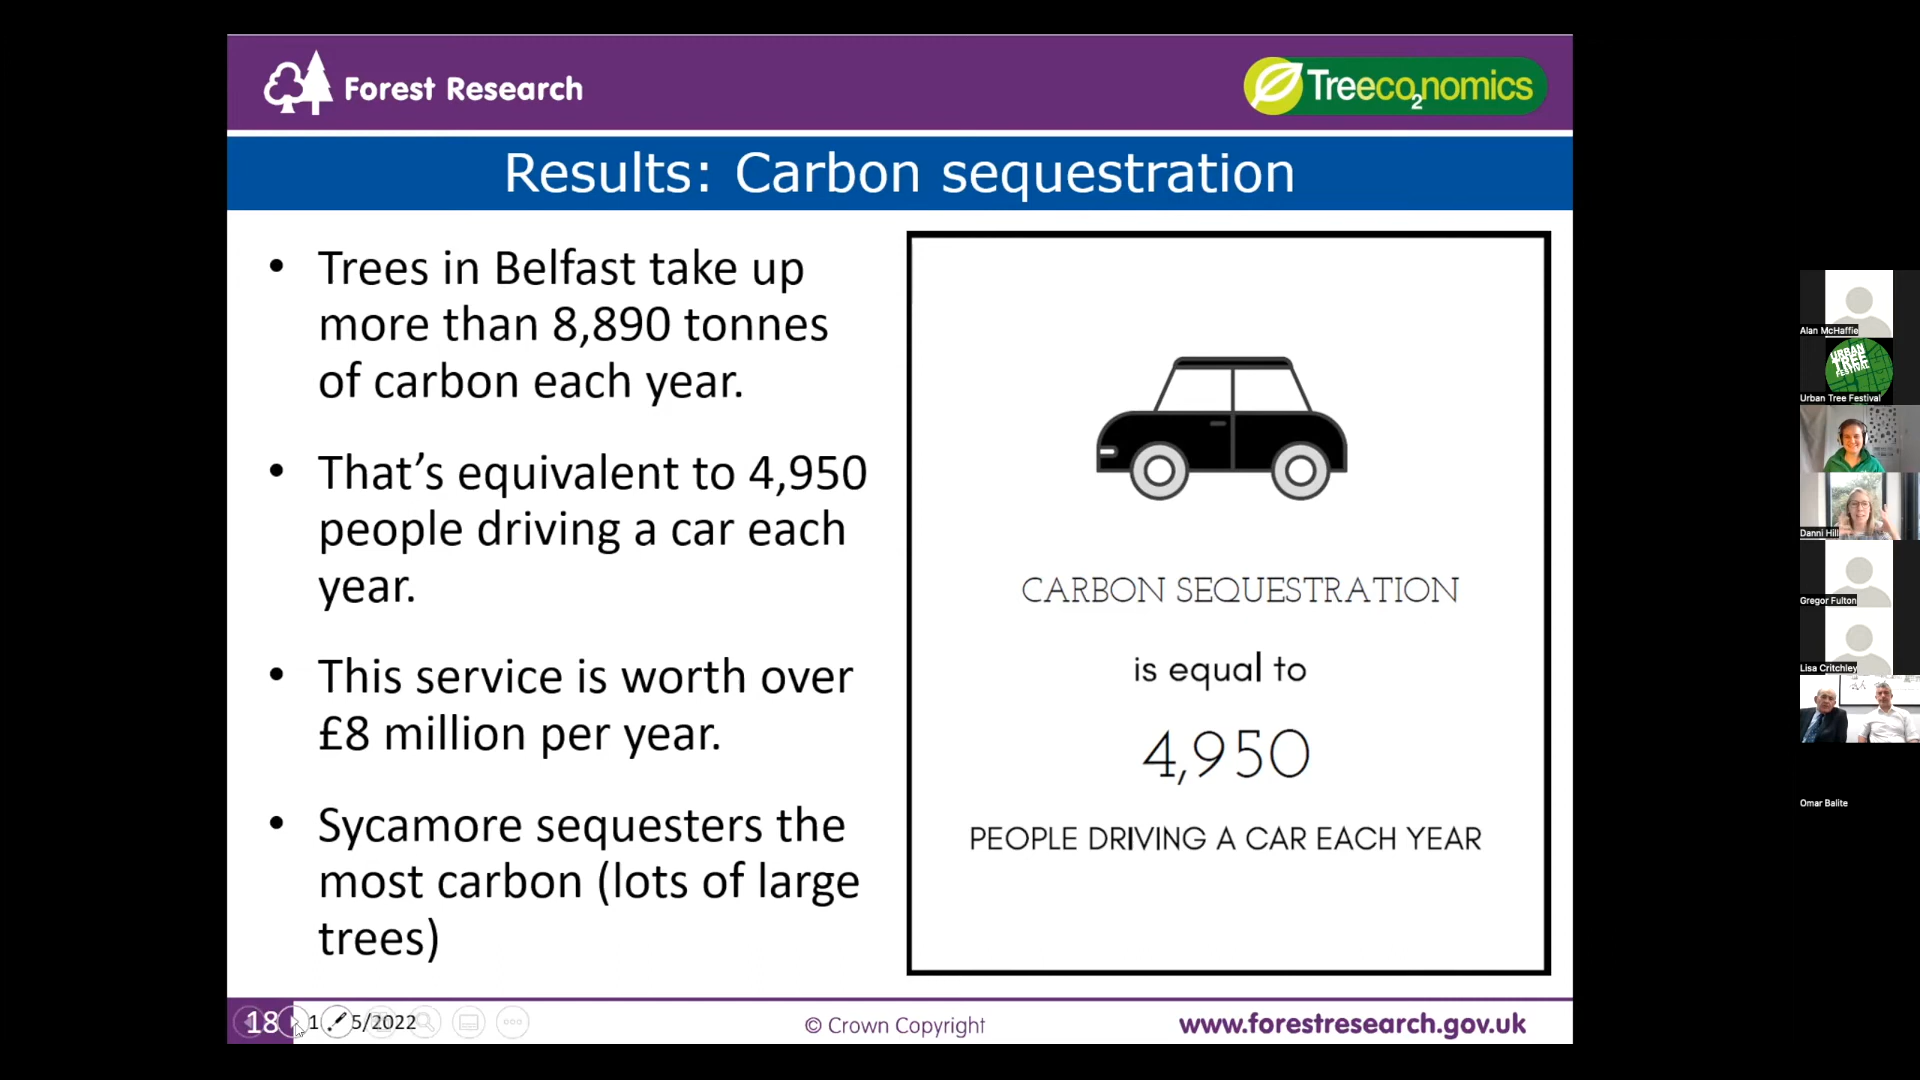 Forest Research
Treeco2nomics
Results: Carbon sequestration
• Trees in Belfast take up
more than 8,890 tonnes
of carbon each year.
• That’s equivalent to 4,950
people driving a car each
year.
• This service is worth over
£8 million per year.
• Sycamore sequesters the
most carbon (lots of large
trees)
CARBON SEQUESTRATION
is equal to
4,950
PEOPLE DRIVING A CAR EACH YEAR
18
5/2022
© Crown Copyright
www.forestresearch.gov.uk
Alan McHaffie
URBAN
TREE
FESTIVAL
Urban Tree Festival
Danni Hill
Gregor Fulton
Lisa Critchley
Omar Balite